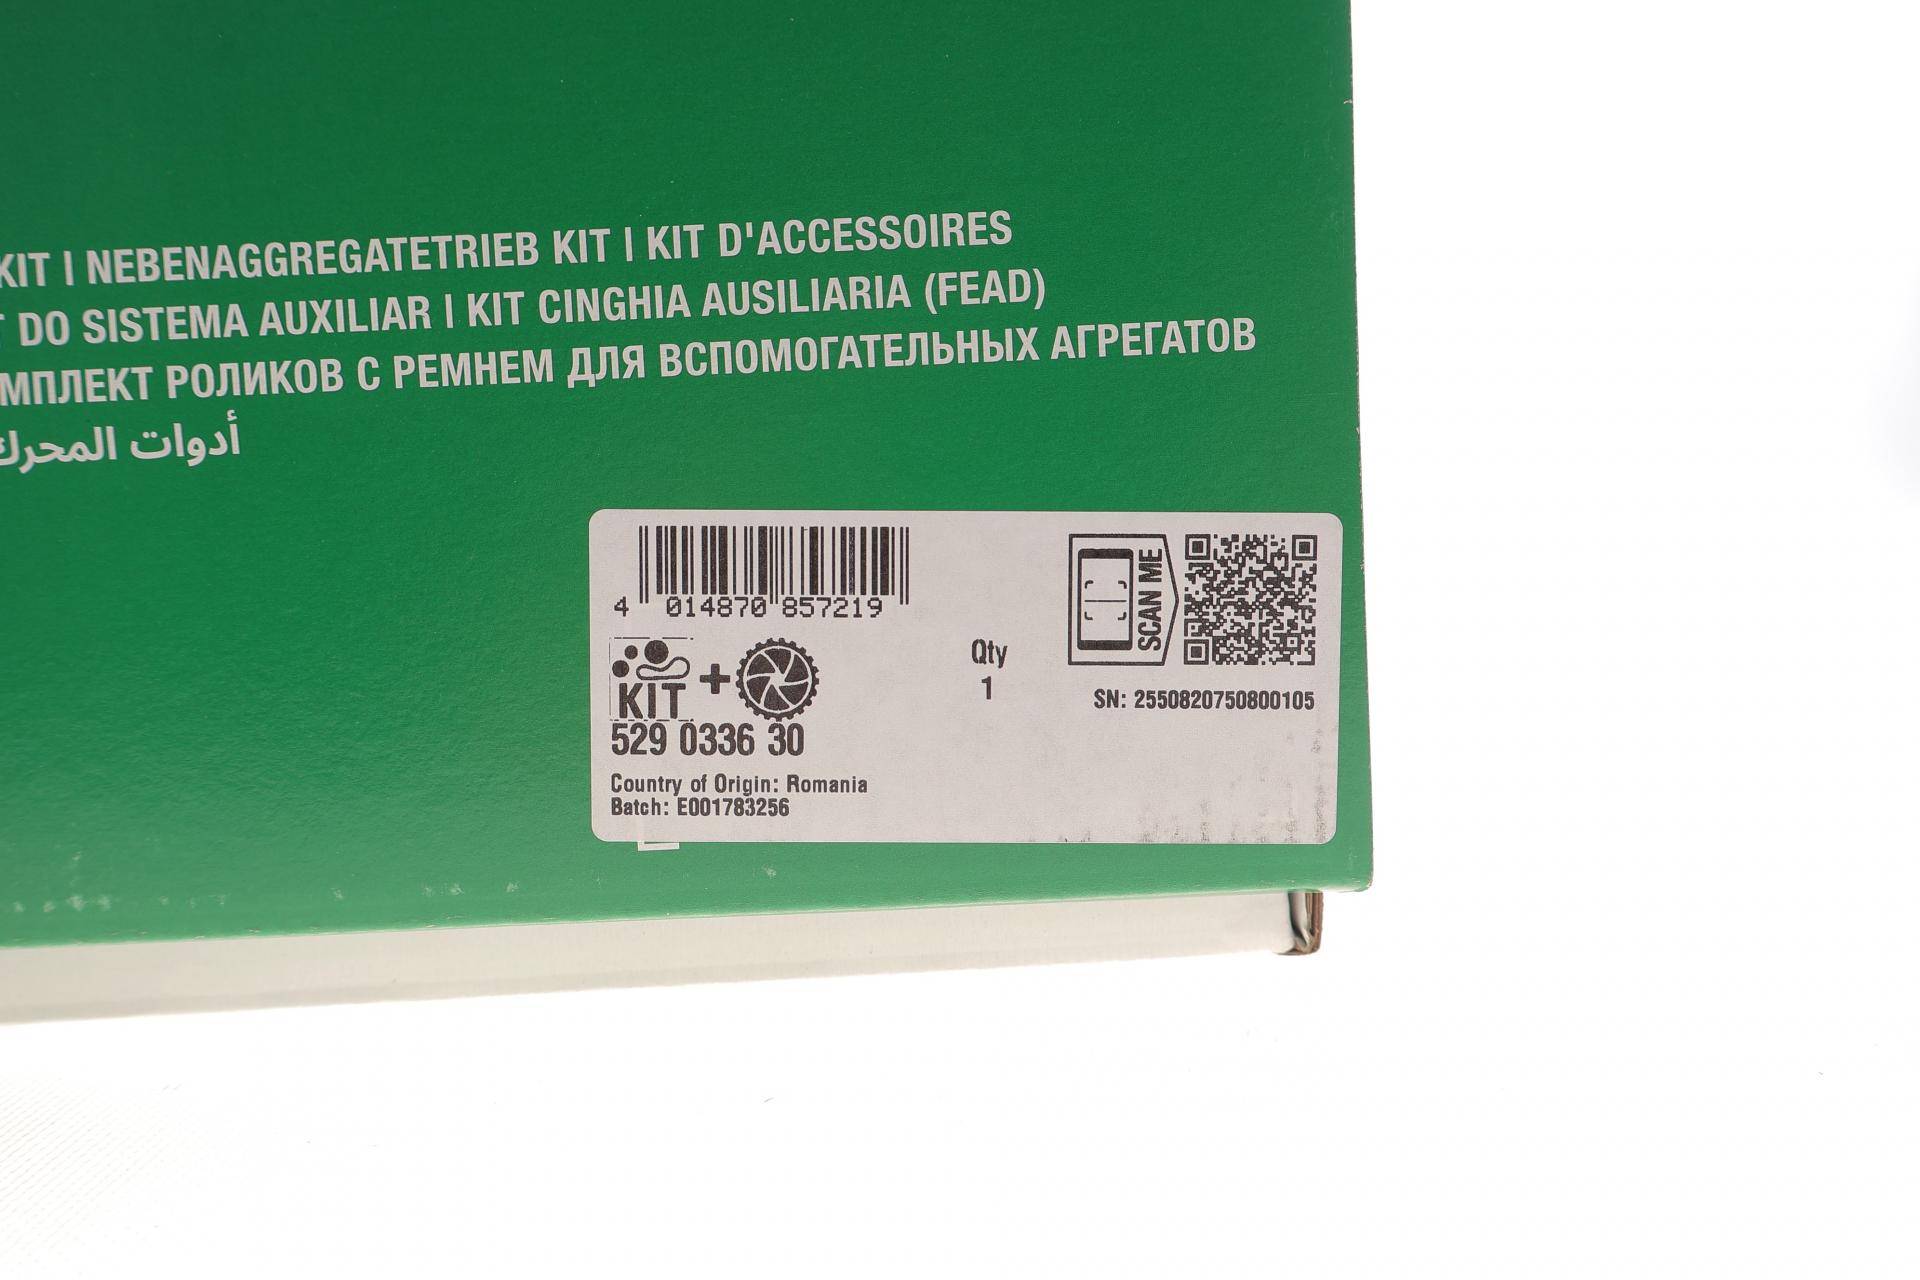 KIT | NEBENAGGREGATETRIEB KIT | KIT D'ACCESSOIRES
DO SISTEMA AUXILIAR | KIT CINGHIA AUSILIARIA (FEAD)
МПЛЕКТ РОЛИКОВ С РЕМНЕМ ДЛЯ ВСПОМОГАТЕЛЬНЫХ АГРЕГАТОВ
أدوات المحرك
4 014870 857219
SCAN ME
KIT +
Qty
1
SN: 2550820750800105
529 0336 30
Country of Origin: Romania
Batch: E001783256